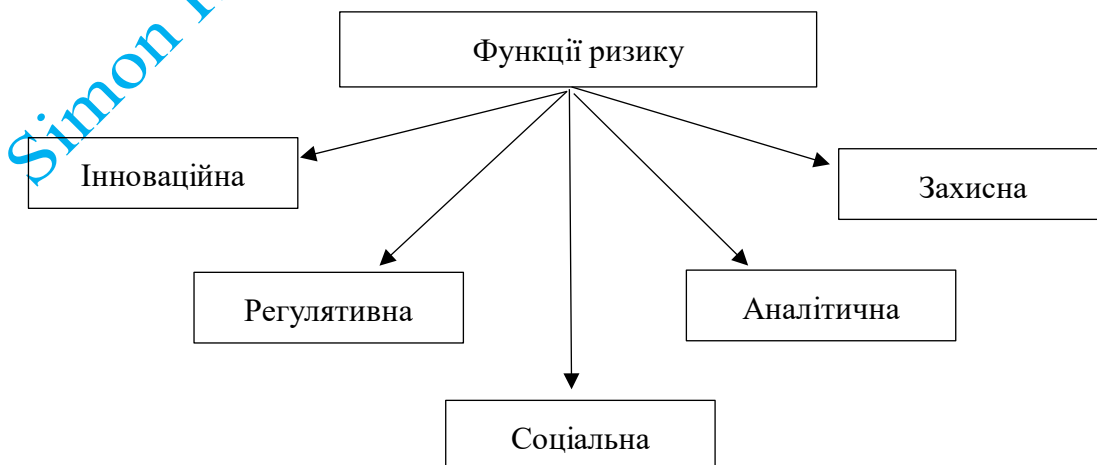 Функції ризику
Simon
Інноваційна
Захисна
Регулятивна
Аналітична
Соціальна